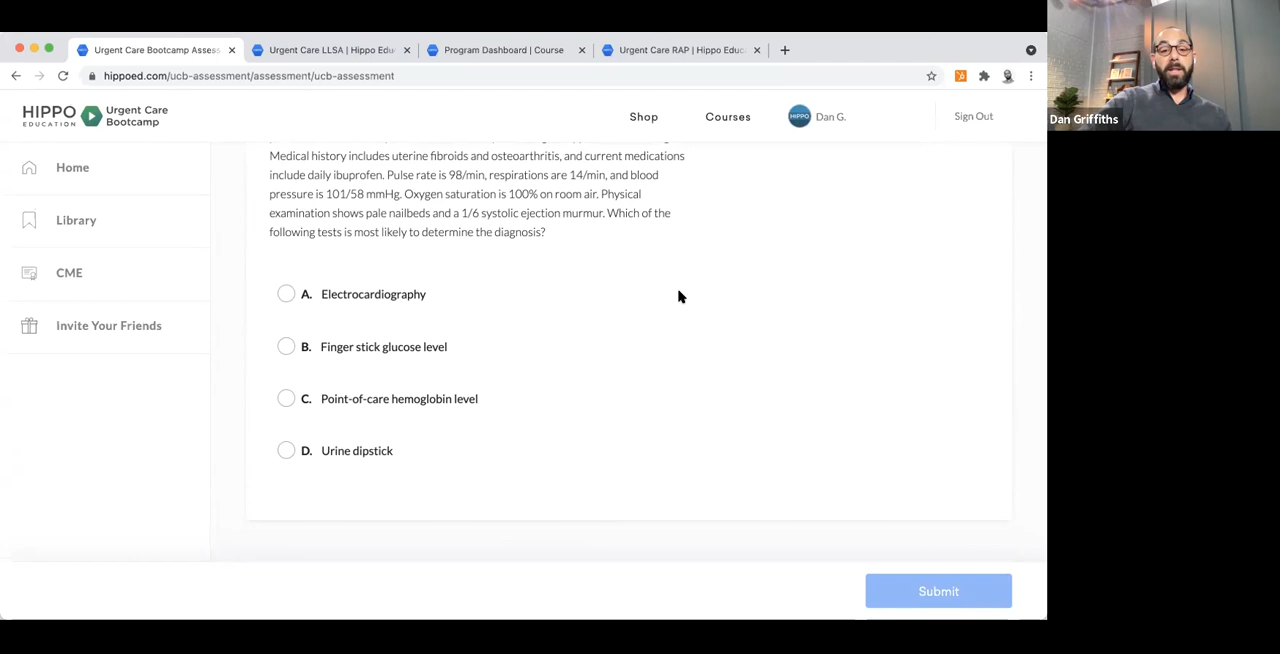 Urgent Care Bootcamp Asses
Urgent Care LLSA | Hippo Edu
Program Dashboard | Course
Urgent Care RAP | Hippo Educ
hippoed.com/ucb-assessment/assessment/ucb-assessment
HIPPO
EDUCATION
Urgent Care
Bootcamp
Shop
Courses
HIPPO
Dan G.
Sign Out
Dan Griffiths
Home
Library
CME
Invite Your Friends
Medical history includes uterine fibroids and osteoarthritis, and current medications
include daily ibuprofen. Pulse rate is 98/min, respirations are 14/min, and blood
pressure is 101/58 mmHg. Oxygen saturation is 100% on room air. Physical
examination shows pale nailbeds and a 1/6 systolic ejection murmur. Which of the
following tests is most likely to determine the diagnosis?
A. Electrocardiography
B. Finger stick glucose level
C. Point-of-care hemoglobin level
D. Urine dipstick
Submit